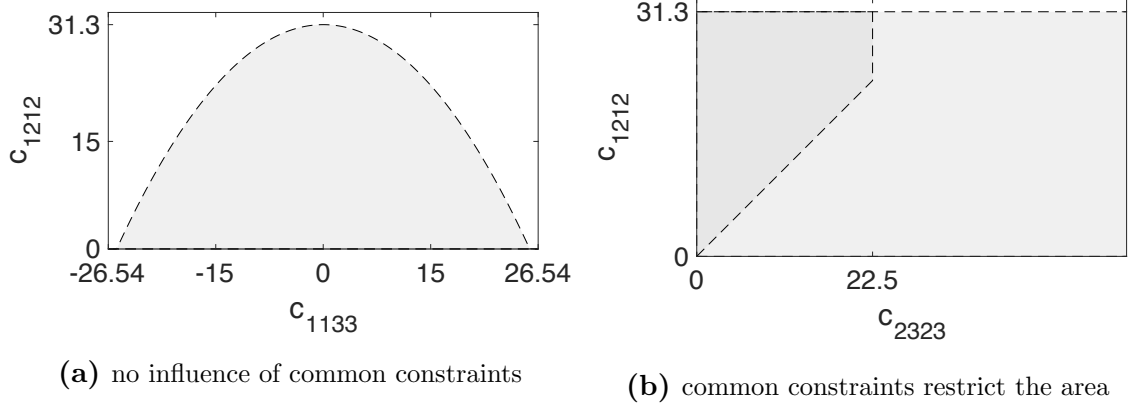 31.3
15
0
c1212
-26.54 -15 0 15 26.54
c1133
(a) no influence of common constraints
31.3
0
c1212
0 22.5
c2323
(b) common constraints restrict the area